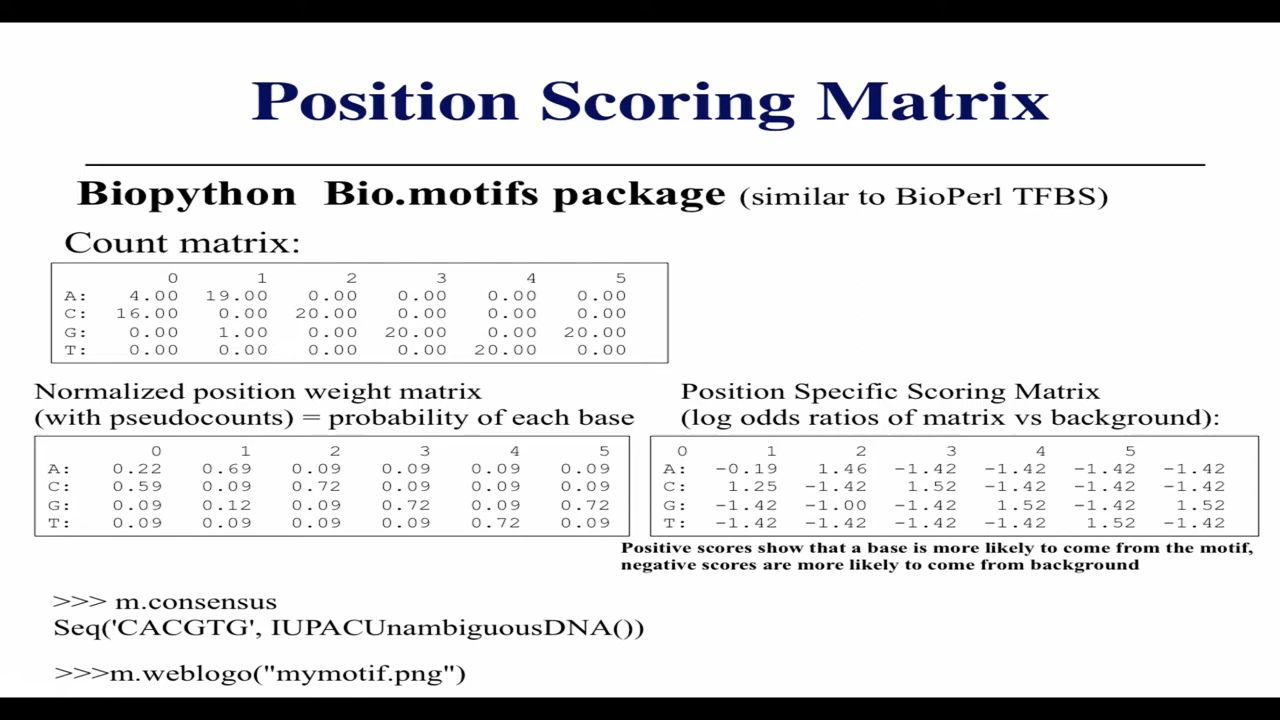 Position Scoring Matrix
Biopython Bio.motifs package (similar to BioPerl TFBS)
Count matrix:
0 1 2 3 4 5
A: 4.00 19.00 0.00 0.00 0.00 0.00
C: 16.00 0.00 20.00 0.00 0.00 0.00
G: 0.00 1.00 0.00 20.00 0.00 20.00
T: 0.00 0.00 0.00 0.00 20.00 0.00
Normalized position weight matrix
(with pseudocounts) = probability of each base
0 1 2 3 4 5
A: 0.22 0.69 0.09 0.09 0.09 0.09
C: 0.59 0.09 0.72 0.09 0.09 0.09
G: 0.09 0.12 0.09 0.72 0.09 0.72
T: 0.09 0.09 0.09 0.09 0.72 0.09
Position Specific Scoring Matrix
(log odds ratios of matrix vs background):
0 1 2 3 4 5
A: -0.19 1.46 -1.42 -1.42 -1.42 -1.42
C: 1.25 -1.42 1.52 -1.42 -1.42 -1.42
G: -1.42 -1.00 -1.42 1.52 -1.42 1.52
T: -1.42 -1.42 -1.42 -1.42 1.52 -1.42
Positive scores show that a base is more likely to come from the motif,
negative scores are more likely to come from background
>>> m.consensus
Seq('CACGTG', IUPACUnambiguousDNA())
>>>m.weblogo("mymotif.png")